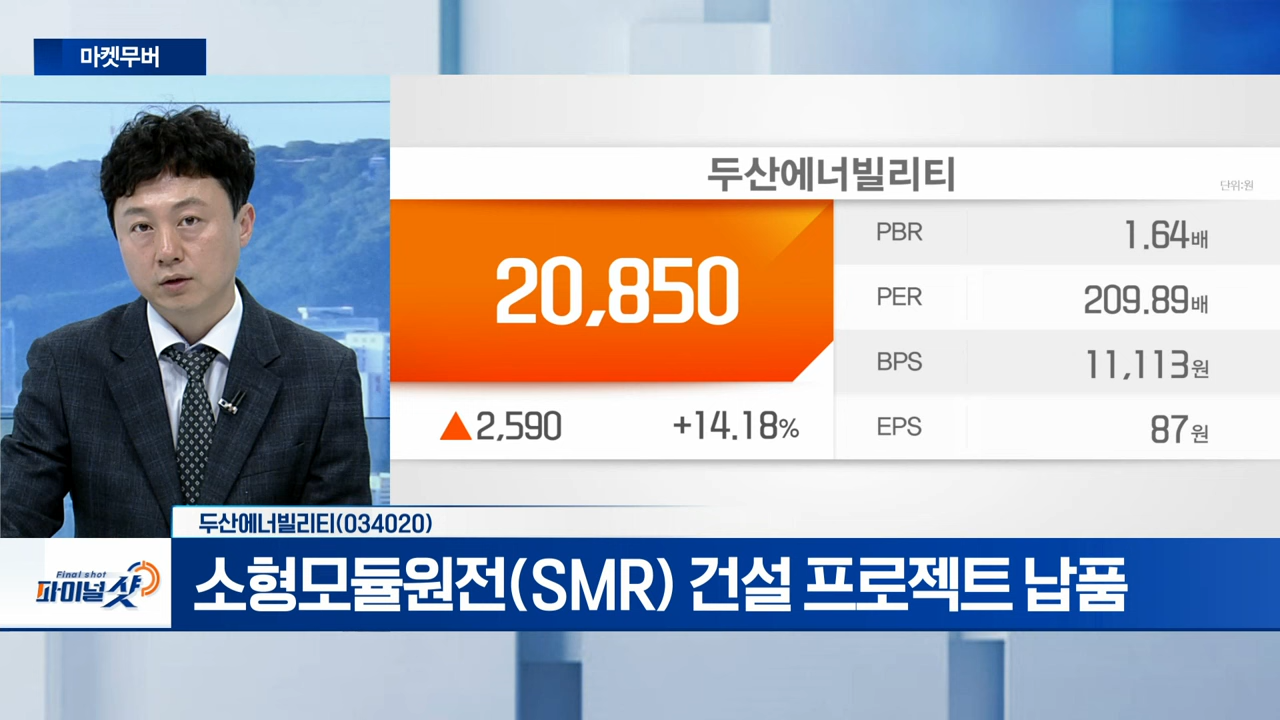 마켓무버
두산에너빌리티
단위:원
20,850
▲2,590 +14.18%
PBR 1.64배
PER 209.89배
BPS 11,113원
EPS 87원
두산에너빌리티(034020)
Final shot
파이널샷
소형모듈원전(SMR) 건설 프로젝트 납품